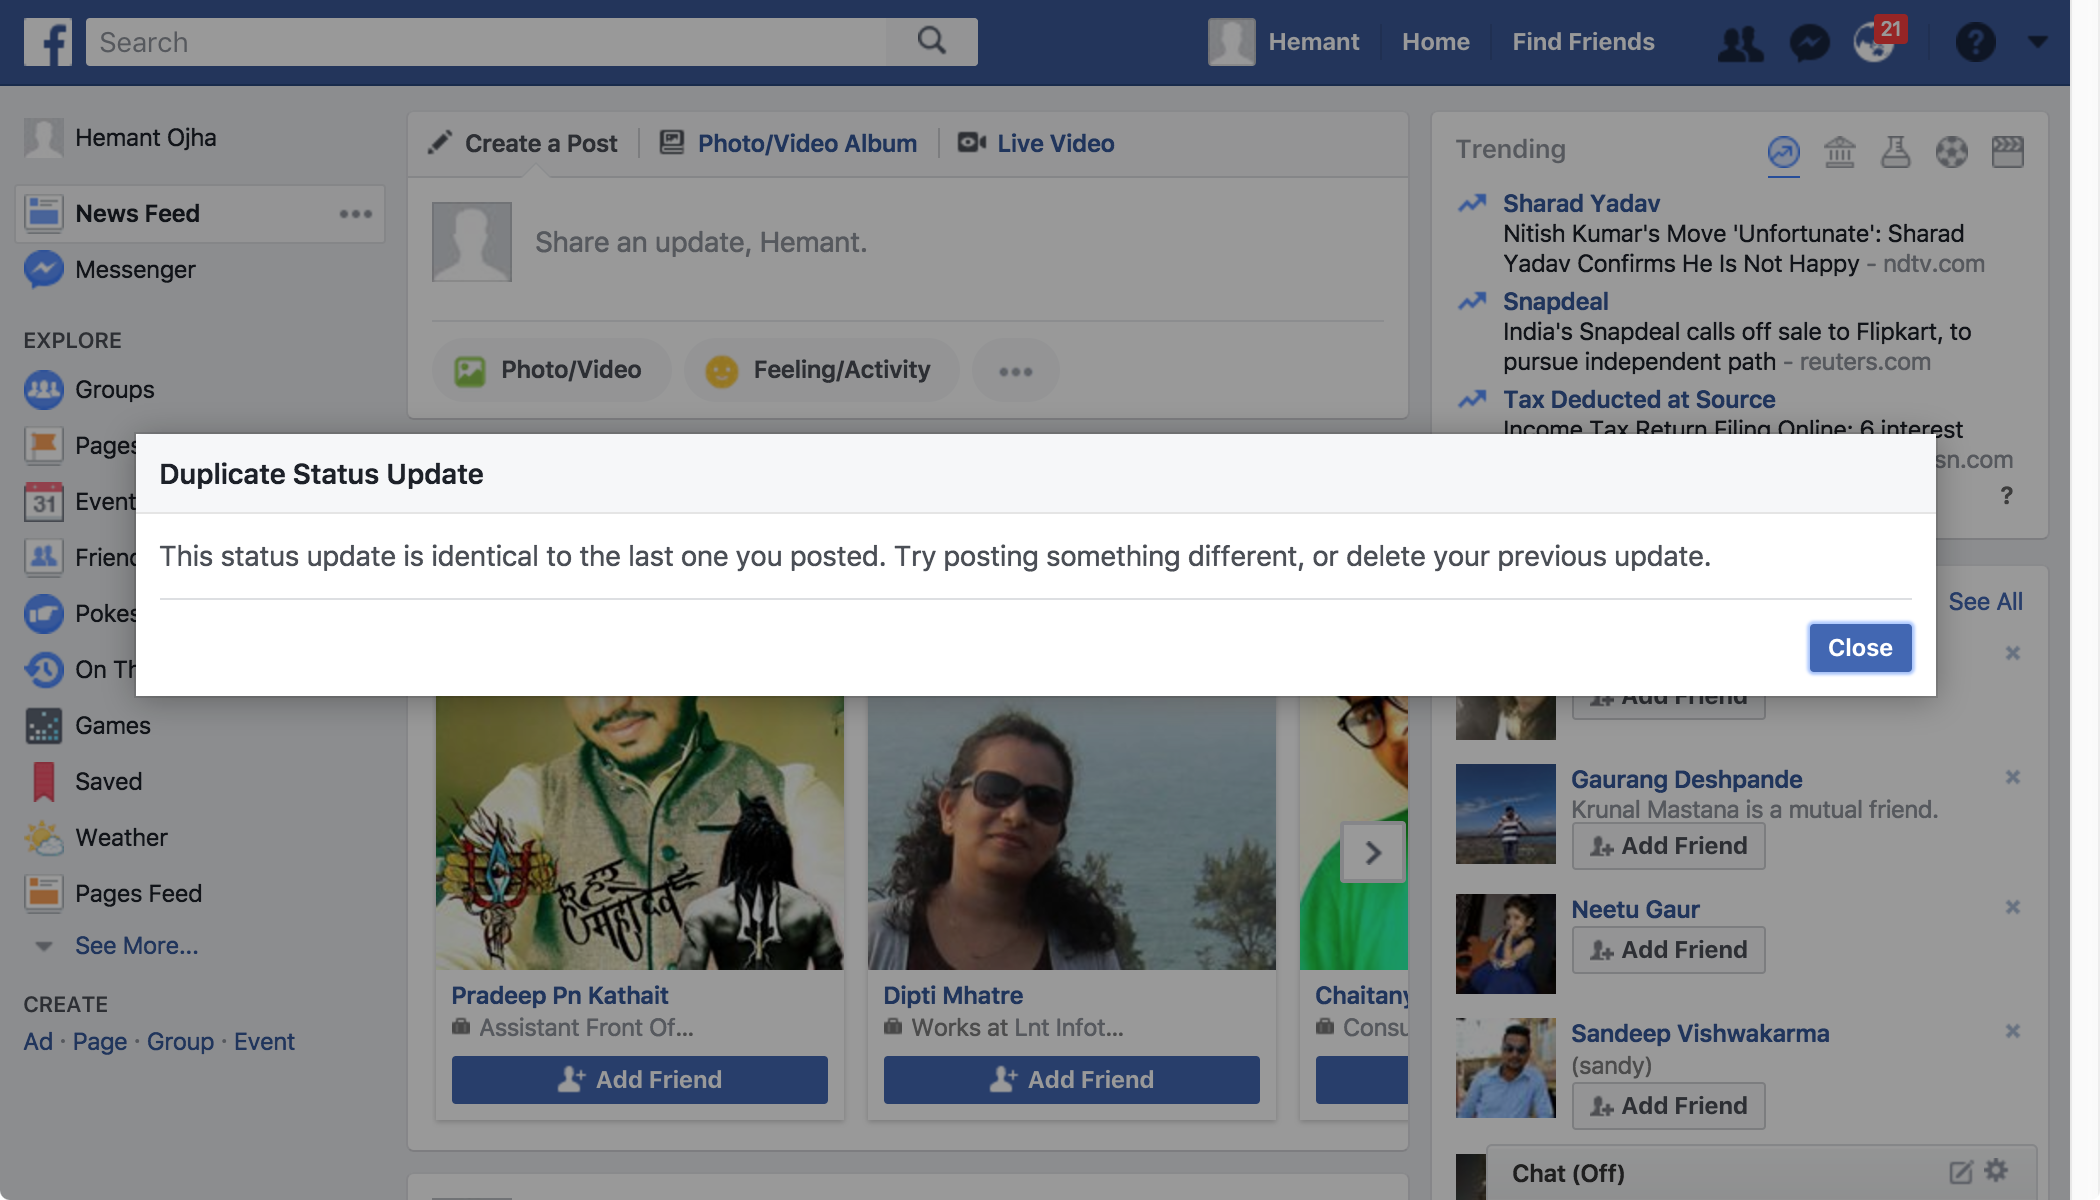 Search
Hemant
Home
Find Friends
21
?
Hemant Ojha
News Feed
Messenger
EXPLORE
Groups
Pages
31
Event
Friend
Pokes
On Th
Games
Saved
Weather
Pages Feed
See More...
CREATE
Ad · Page · Group · Event
Create a Post
Photo/Video Album
Live Video
Share an update, Hemant.
Photo/Video
Feeling/Activity
Duplicate Status Update
This status update is identical to the last one you posted. Try posting something different, or delete your previous update.
Close
हर हर
महादेव
Pradeep Pn Kathait
Assistant Front Of...
Add Friend
Dipti Mhatre
Works at Lnt Infot...
Add Friend
Chaitany
Consu
Trending
Sharad Yadav
Nitish Kumar's Move 'Unfortunate': Sharad
Yadav Confirms He Is Not Happy - ndtv.com
Snapdeal
India's Snapdeal calls off sale to Flipkart, to
pursue independent path - reuters.com
Tax Deducted at Source
Income Tax Return Filing Online: 6 interest
sn.com
?
See All
Add Friend
Gaurang Deshpande
Krunal Mastana is a mutual friend.
Add Friend
Neetu Gaur
Add Friend
Sandeep Vishwakarma
(sandy)
Add Friend
Chat (Off)